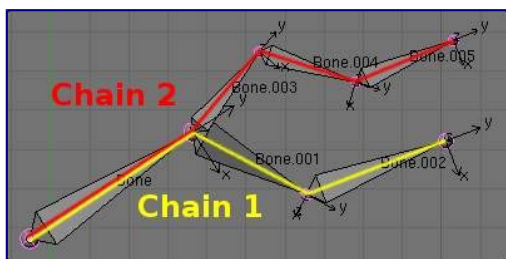 y
y
Bone.004
Bone.005
x
x
Chain 2
Bone.003
y
x
y
y
Bone.001
Bone.002
x
x
Bone
Chain 1
x
y